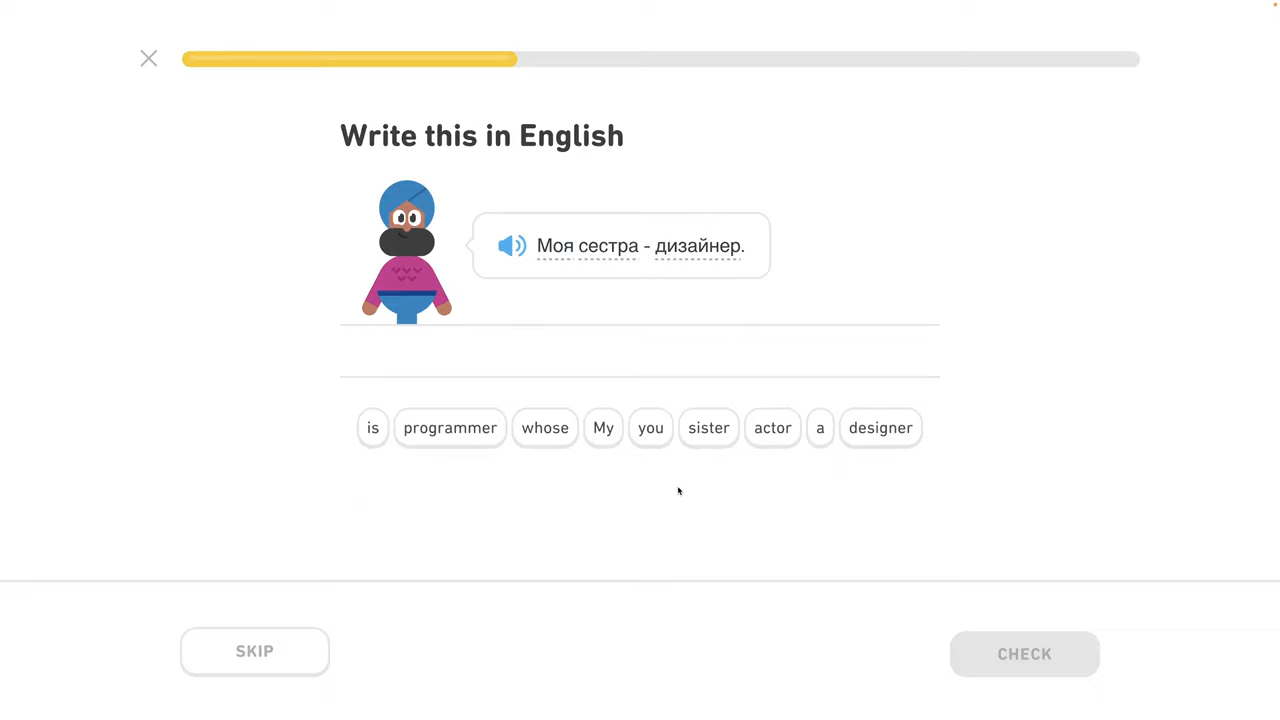 Write this in English
Моя сестра - дизайнер.
is programmer whose My you sister actor a designer
SKIP
CHECK